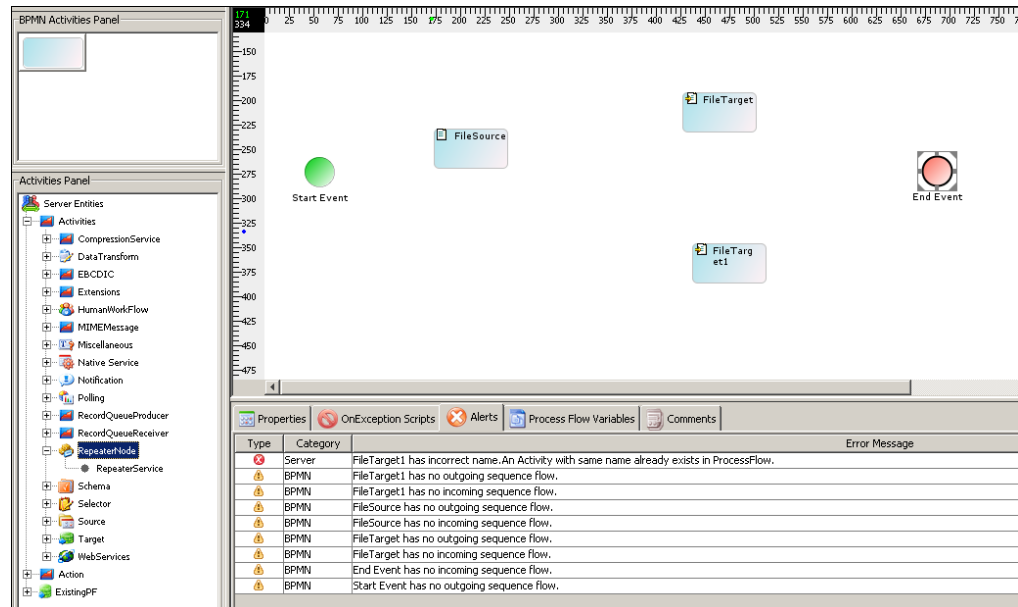 BPMN Activities Panel
Activities Panel
Server Entities
Activities
CompressionService
DataTransform
EBCDIC
Extensions
HumanWorkFlow
MIMEMessage
Miscellaneous
Native Service
Notification
Polling
RecordQueueProducer
RecordQueueReceiver
RepeaterNode
RepeaterService
Schema
Selector
Source
Target
WebServices
Action
ExistingPF
171
334
0 25 50 75 100 125 150 175 200 225 250 275 300 325 350 375 400 425 450 475 500 525 550 575 600 625 650 675 700 725 750
150
175
200
225
250
275
300
325
350
375
400
425
450
475
FileTarget
FileSource
Start Event
End Event
FileTarg
et1
Properties OnException Scripts Alerts Process Flow Variables Comments
Type Category Error Message
Server FileTarget1 has incorrect name.An Activity with same name already exists in ProcessFlow.
BPMN FileTarget1 has no outgoing sequence flow.
BPMN FileTarget1 has no incoming sequence flow.
BPMN FileSource has no outgoing sequence flow.
BPMN FileSource has no incoming sequence flow.
BPMN FileTarget has no outgoing sequence flow.
BPMN FileTarget has no incoming sequence flow.
BPMN End Event has no incoming sequence flow.
BPMN Start Event has no outgoing sequence flow.